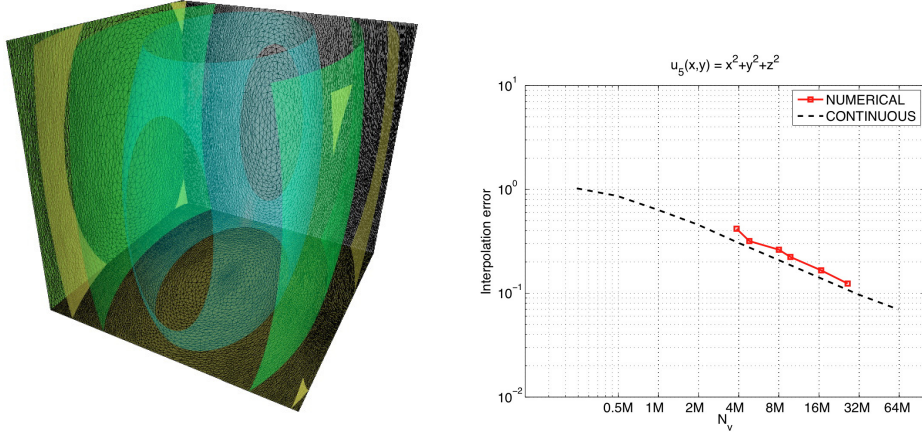 u5(x,y) = x²+y²+z²
10¹
NUMERICAL
CONTINUOUS
10⁰
Interpolation error
10⁻¹
10⁻²
0.5M 1M 2M 4M 8M 16M 32M 64M
Nv